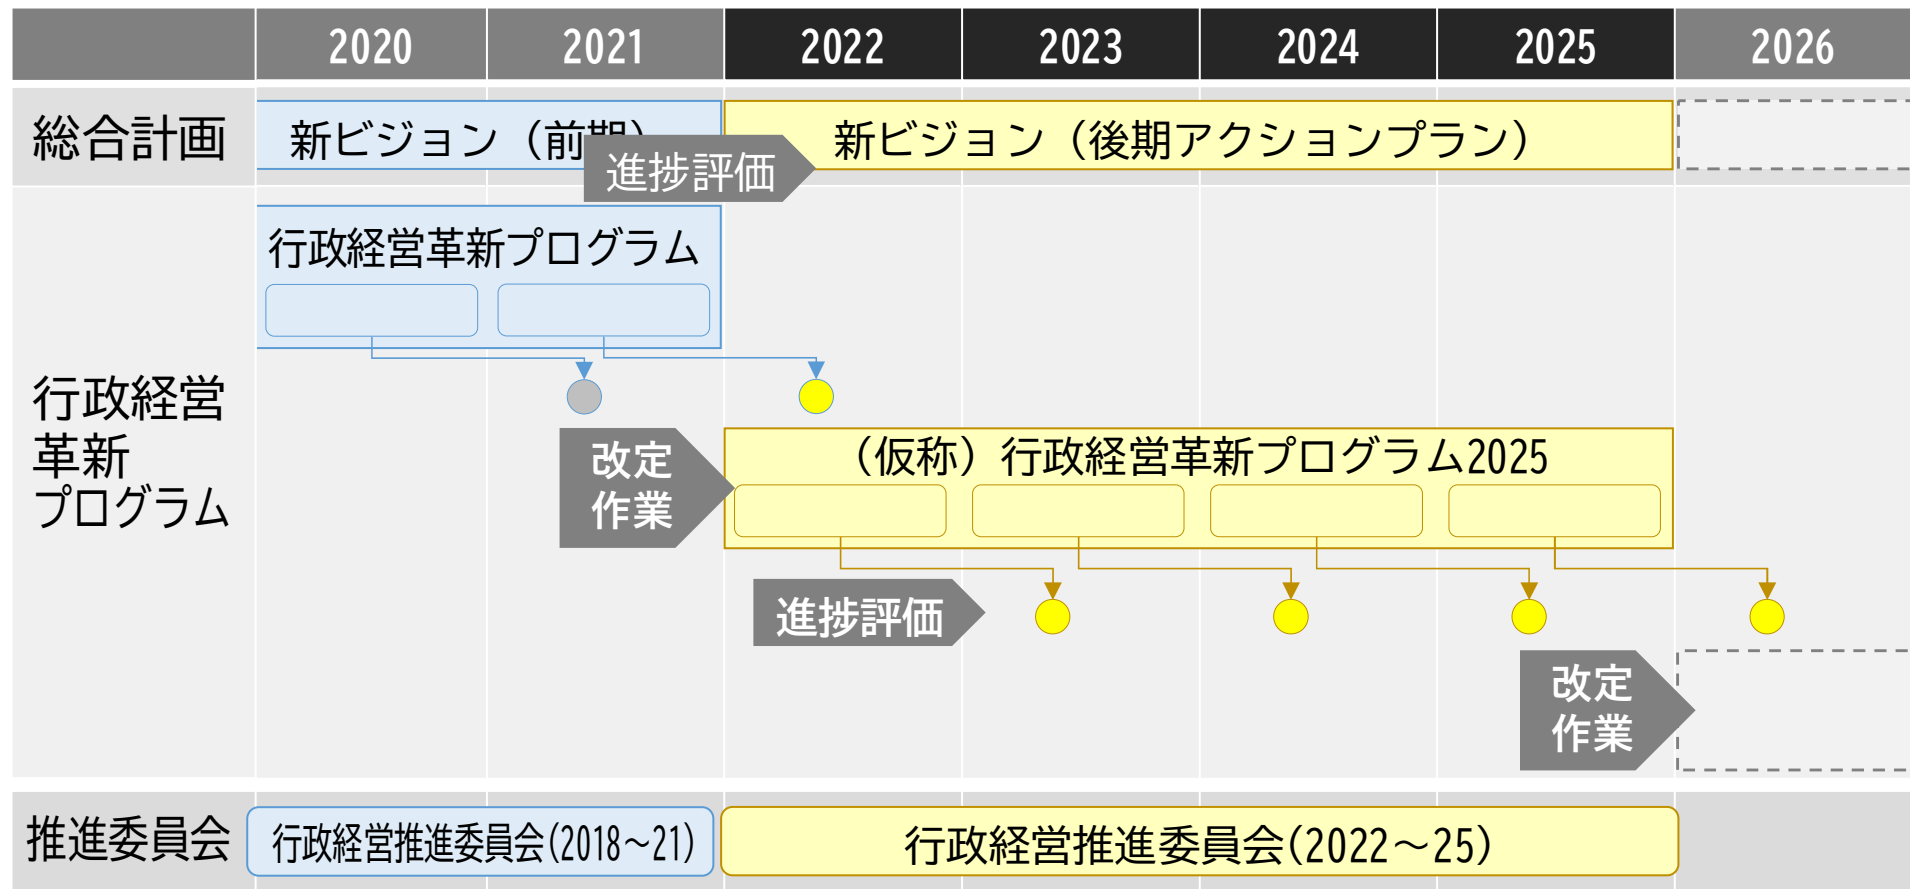 2020 2021 2022 2023 2024 2025 2026
総合計画
新ビジョン（前期）
新ビジョン（後期アクションプラン）
進捗評価
行政経営
革新
プログラム
行政経営革新プログラム
改定
作業
（仮称）行政経営革新プログラム2025
進捗評価
改定
作業
推進委員会
行政経営推進委員会(2018～21)
行政経営推進委員会(2022～25)